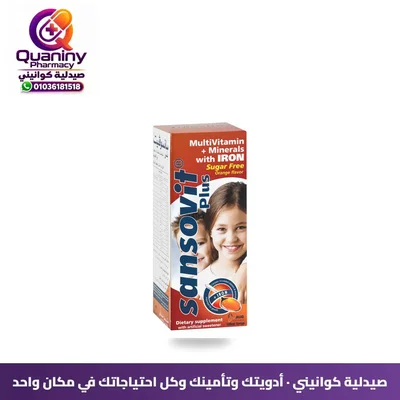 Quaniny
Pharmacy
صيدلية كوانيني
01036181518
MultiVitamin
+ Minerals
with IRON
Sugar Free
Orange flavor
sansovit®
Plus
Dietary supplement
with artificial sweeteners
صيدلية كوانيني · أدويتك وتأمينك وكل احتياجاتك في مكان واحد